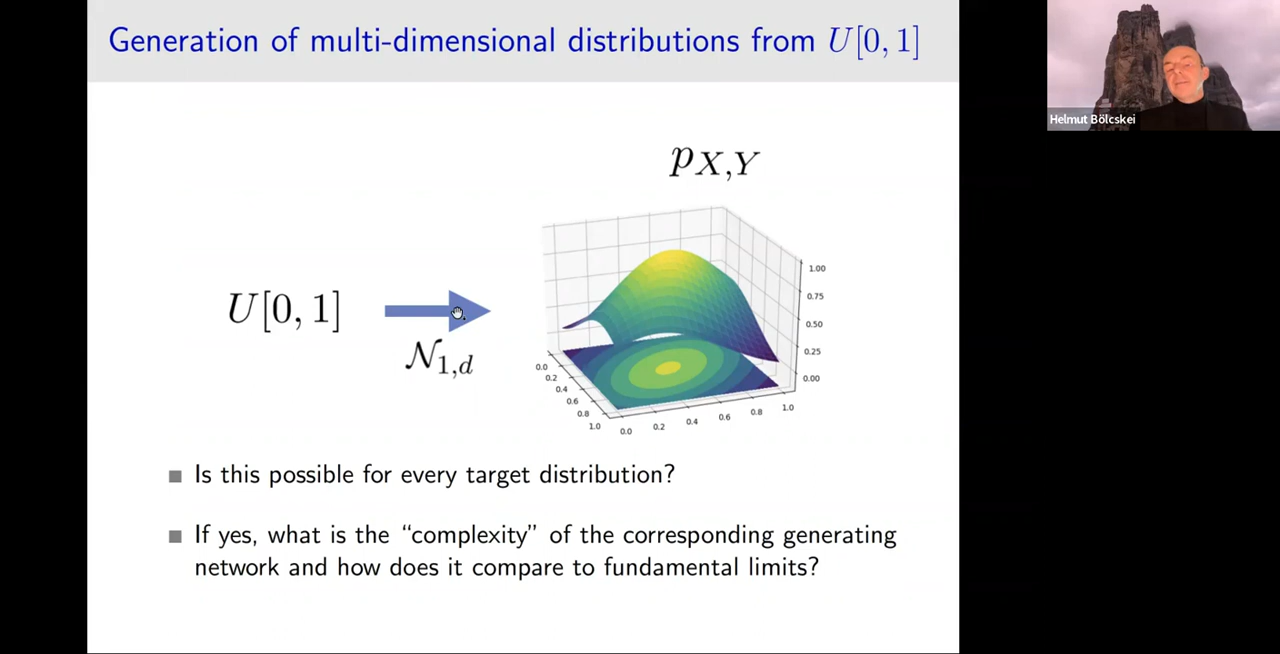 Generation of multi-dimensional distributions from U[0, 1]
Helmut Bölcskei
p_{X,Y}
U[0, 1]
𝒩_{1,d}
1.00
0.75
0.50
0.25
0.00
0.0
0.2
0.4
0.6
0.8
1.0
0.0
0.2
0.4
0.6
0.8
1.0
Is this possible for every target distribution?
If yes, what is the “complexity” of the corresponding generating
network and how does it compare to fundamental limits?